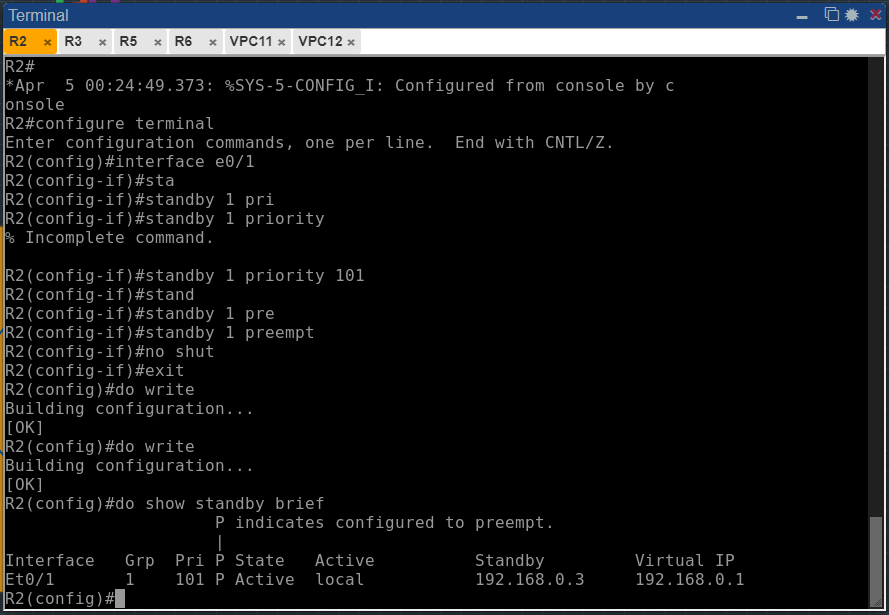 Terminal
R2 × R3 × R5 × R6 × VPC11 × VPC12 ×
R2#
*Apr  5 00:24:49.373: %SYS-5-CONFIG_I: Configured from console by c
onsole
R2#configure terminal
Enter configuration commands, one per line.  End with CNTL/Z.
R2(config)#interface e0/1
R2(config-if)#sta
R2(config-if)#standby 1 pri
R2(config-if)#standby 1 priority
% Incomplete command.

R2(config-if)#standby 1 priority 101
R2(config-if)#stand
R2(config-if)#standby 1 pre
R2(config-if)#standby 1 preempt
R2(config-if)#no shut
R2(config-if)#exit
R2(config)#do write
Building configuration...
[OK]
R2(config)#do write
Building configuration...
[OK]
R2(config)#do show standby brief
                     P indicates configured to preempt.
                     |
Interface   Grp  Pri P State   Active          Standby         Virtual IP
Et0/1       1    101 P Active  local           192.168.0.3     192.168.0.1
R2(config)#